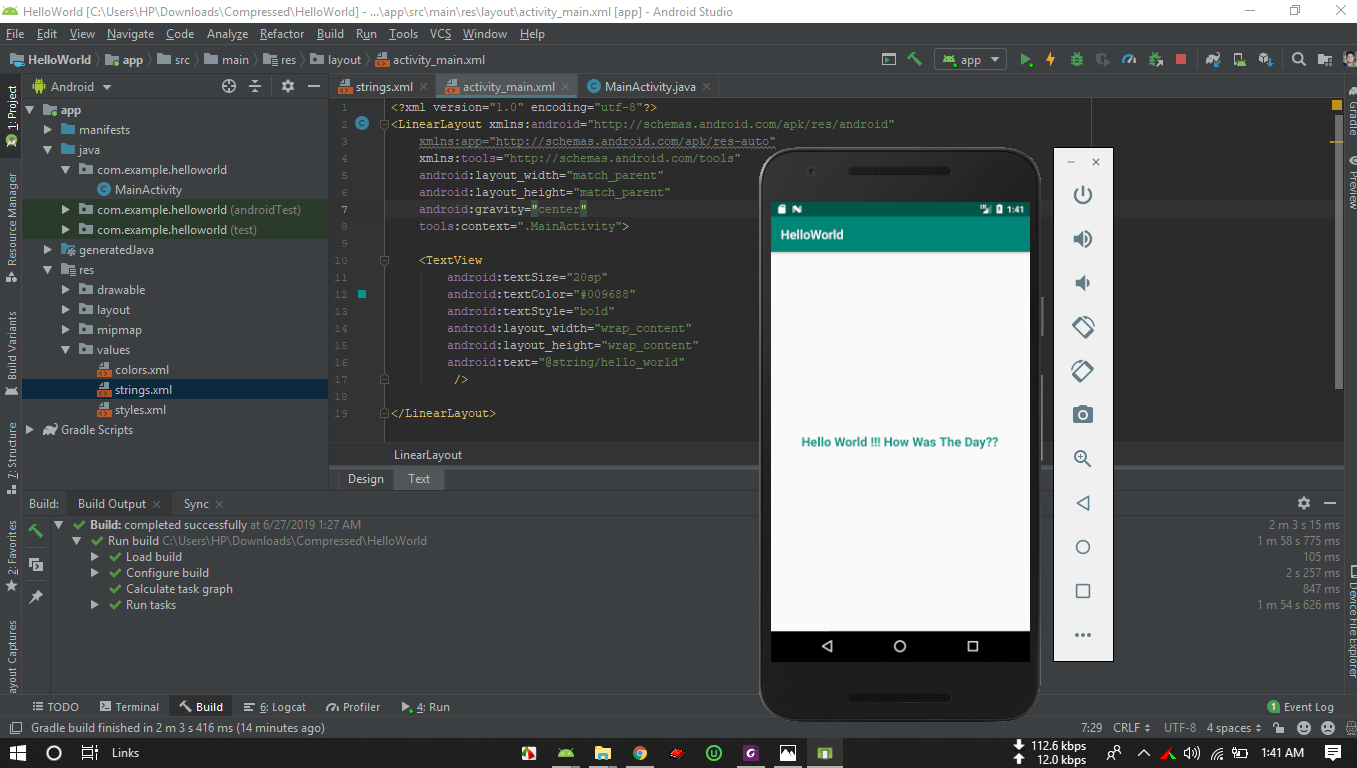 HelloWorld [C:\Users\HP\Downloads\Compressed\HelloWorld] - ...\app\src\main\res\layout\activity_main.xml [app] - Android Studio
File Edit View Navigate Code Analyze Refactor Build Run Tools VCS Window Help
HelloWorld app src main res layout activity_main.xml
app
Android
strings.xml activity_main.xml MainActivity.java
1: Project
Resource Manager
Build Variants
7: Structure
2: Favorites
ayout Captures
app
manifests
java
com.example.helloworld
MainActivity
com.example.helloworld (androidTest)
com.example.helloworld (test)
generatedJava
res
drawable
layout
mipmap
values
colors.xml
strings.xml
styles.xml
Gradle Scripts
1 <?xml version="1.0" encoding="utf-8"?>
2 <LinearLayout xmlns:android="http://schemas.android.com/apk/res/android"
3 xmlns:app="http://schemas.android.com/apk/res-auto"
4 xmlns:tools="http://schemas.android.com/tools"
5 android:layout_width="match_parent"
6 android:layout_height="match_parent"
7 android:gravity="center"
8 tools:context=".MainActivity">
9
10 <TextView
11 android:textSize="20sp"
12 android:textColor="#009688"
13 android:textStyle="bold"
14 android:layout_width="wrap_content"
15 android:layout_height="wrap_content"
16 android:text="@string/hello_world"
17 />
18
19 </LinearLayout>
LinearLayout
Design Text
1:41
HelloWorld
Hello World !!! How Was The Day??
Gradle
Preview
Device File Explorer
Build: Build Output Sync
Build: completed successfully at 6/27/2019 1:27 AM 2 m 3 s 15 ms
Run build C:\Users\HP\Downloads\Compressed\HelloWorld 1 m 58 s 775 ms
Load build 105 ms
Configure build 2 s 257 ms
Calculate task graph 847 ms
Run tasks 1 m 54 s 626 ms
TODO Terminal Build 6: Logcat Profiler 4: Run 1 Event Log
Gradle build finished in 2 m 3 s 416 ms (14 minutes ago) 7:29 CRLF UTF-8 4 spaces
Links 112.6 kbps 12.0 kbps 1:41 AM